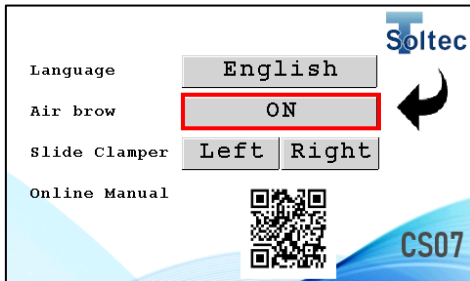 Soltec
Language English
Air brow ON
Slide Clamper Left Right
Online Manual
CS07